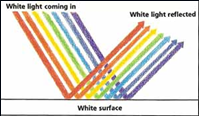 White light coming in
White light reflected
White surface